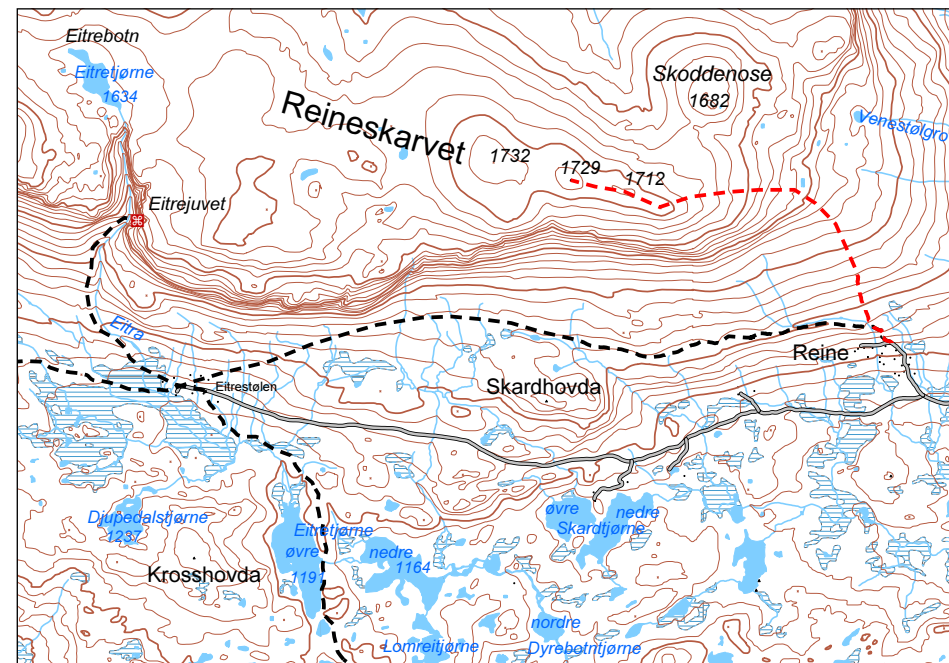 Eitrebotn
Eitretjørne
1634
Skoddenose
1682
Reineskarvet
Venestølgro
1732
1729
1712
Eitrejuvet
Eitra
Reine
Eitrestølen
Skardhovda
Djupedalstjørne
1237
Eitretjørne
øvre
1191
nedre
1164
øvre
nedre
Skardtjørne
Krosshovda
nordre
Lomreitjørne
Dyrebotntjørne